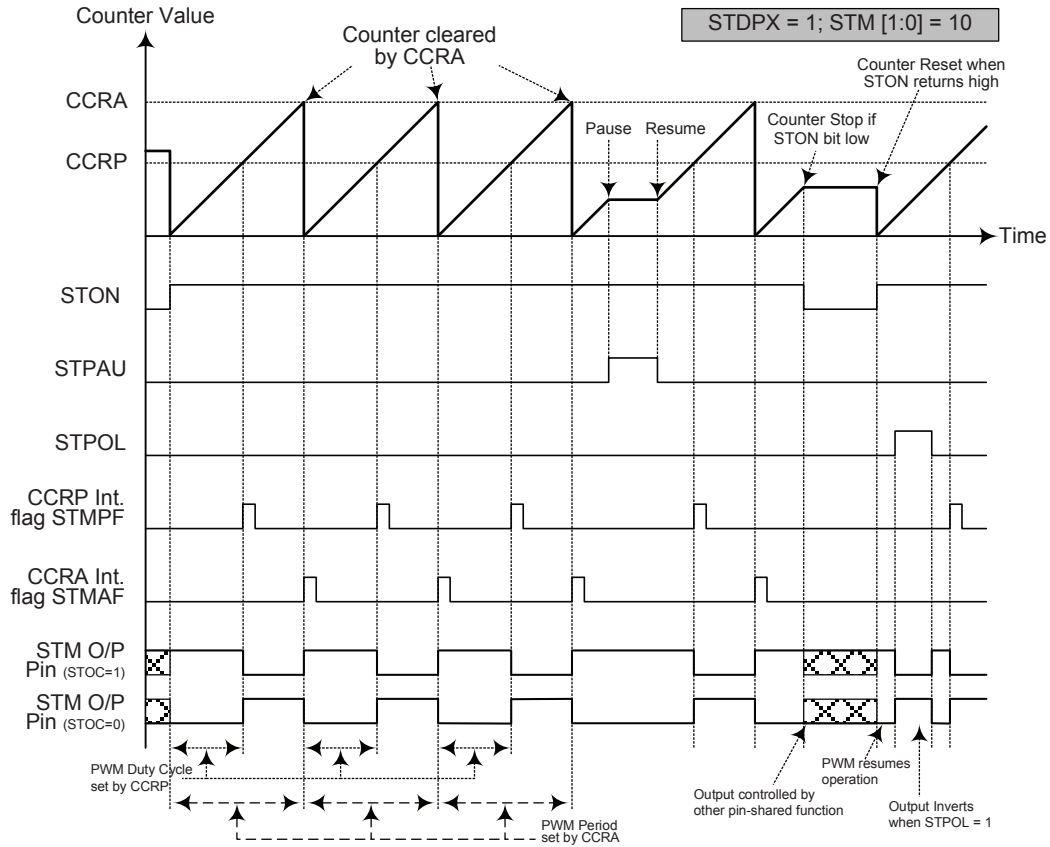 Counter Value
STDPX = 1; STM [1:0] = 10
Counter cleared
by CCRA
Counter Reset when
STON returns high
CCRA
Pause
Resume
Counter Stop if
STON bit low
CCRP
Time
STON
STPAU
STPOL
CCRP Int.
flag STMPF
CCRA Int.
flag STMAF
STM O/P
Pin (STOC=1)
STM O/P
Pin (STOC=0)
PWM Duty Cycle
set by CCRP
PWM resumes
operation
Output controlled by
other pin-shared function
Output Inverts
when STPOL = 1
PWM Period
set by CCRA